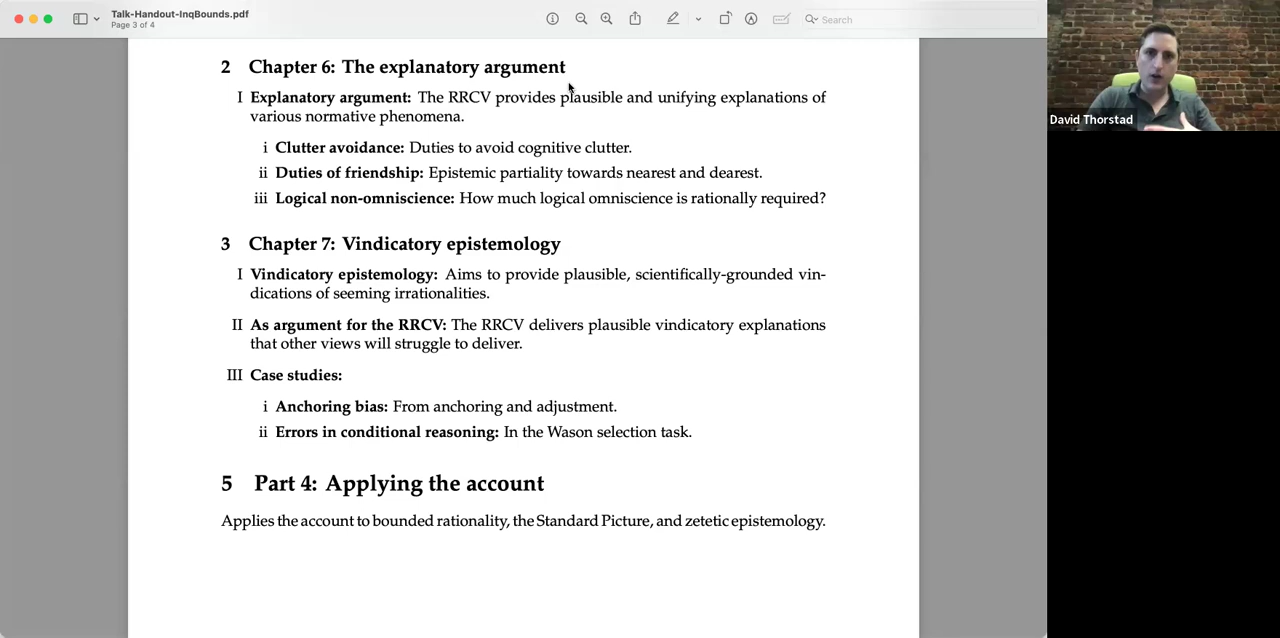 Talk-Handout-InqBounds.pdf
Page 3 of 4
Search
2 Chapter 6: The explanatory argument
I Explanatory argument: The RRCV provides plausible and unifying explanations of
various normative phenomena.
i Clutter avoidance: Duties to avoid cognitive clutter.
ii Duties of friendship: Epistemic partiality towards nearest and dearest.
iii Logical non-omniscience: How much logical omniscience is rationally required?
3 Chapter 7: Vindicatory epistemology
I Vindicatory epistemology: Aims to provide plausible, scientifically-grounded vin-
dications of seeming irrationalities.
II As argument for the RRCV: The RRCV delivers plausible vindicatory explanations
that other views will struggle to deliver.
III Case studies:
i Anchoring bias: From anchoring and adjustment.
ii Errors in conditional reasoning: In the Wason selection task.
5 Part 4: Applying the account
Applies the account to bounded rationality, the Standard Picture, and zetetic epistemology.
David Thorstad